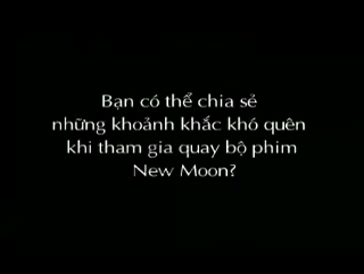 Bạn có thể chia sẻ
những khoảnh khắc khó quên
khi tham gia quay bộ phim
New Moon?